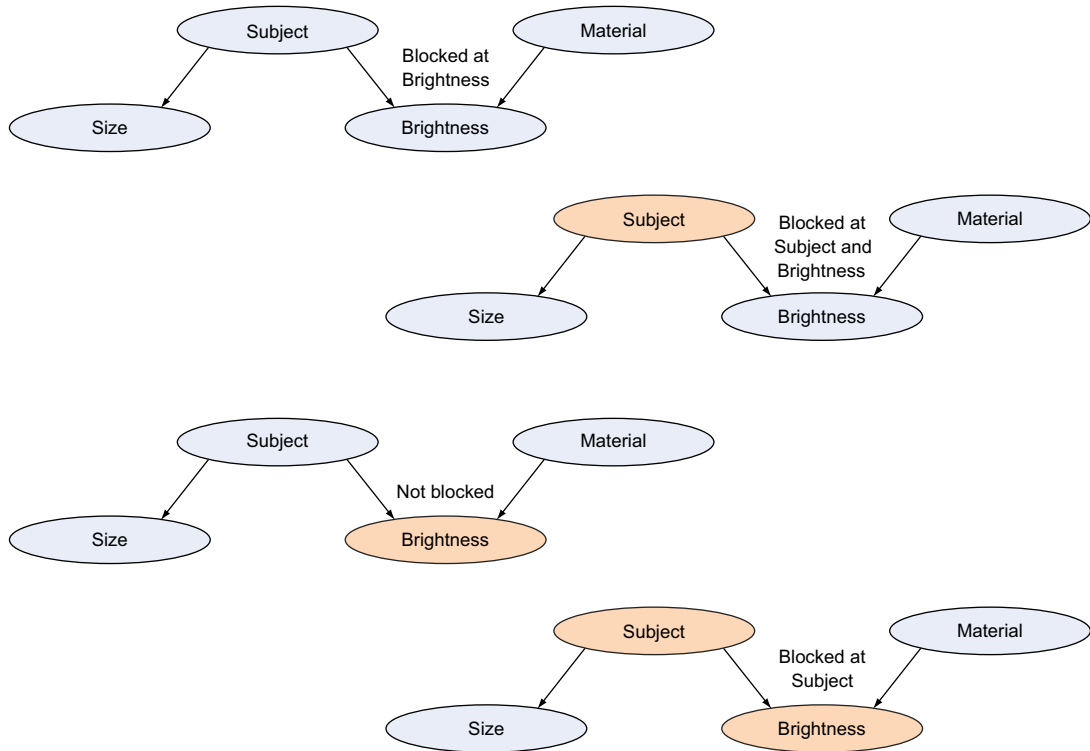 Subject
Material
Blocked at
Brightness
Size
Brightness
Subject
Blocked at
Subject and
Brightness
Material
Size
Brightness
Subject
Material
Not blocked
Size
Brightness
Subject
Material
Blocked at
Subject
Size
Brightness